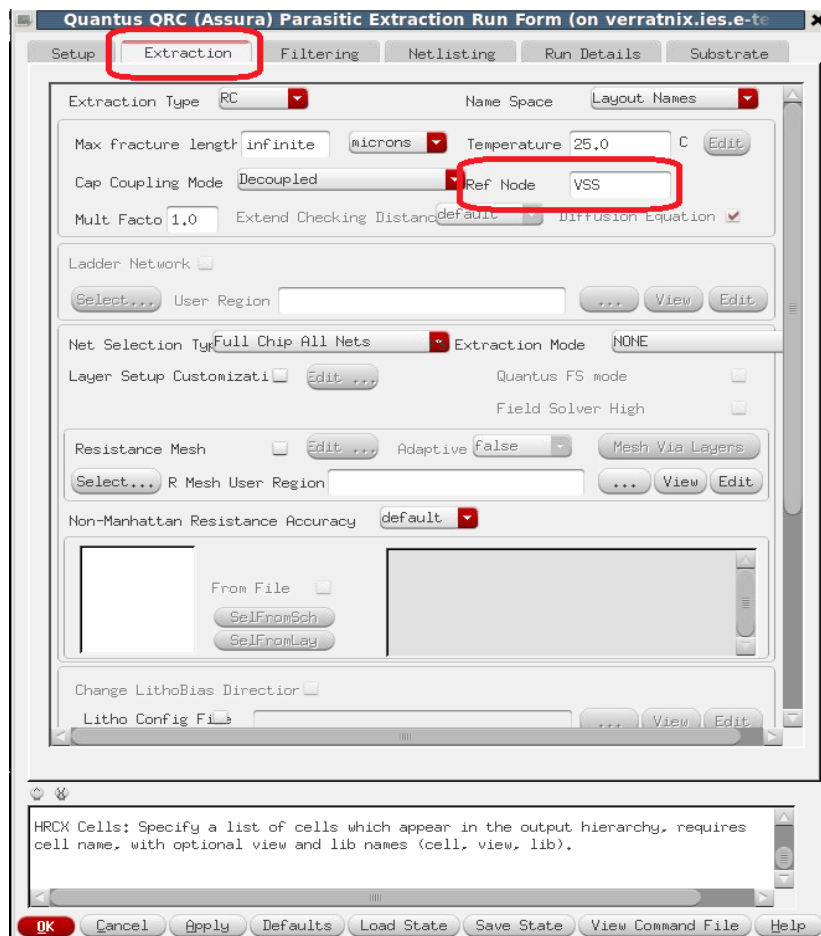 Quantus QRC (Assura) Parasitic Extraction Run Form (on verratnix.ies.e-te
Setup Extraction Filtering Netlisting Run Details Substrate
Extraction Type RC Name Space Layout Names
Max fracture length infinite microns Temperature 25.0 C Edit
Cap Coupling Mode Decoupled Ref Node VSS
Mult Facto 1.0 Extend Checking Distanc default Diffusion Equation
Ladder Network
Select... User Region ... View Edit
Net Selection Typ Full Chip All Nets Extraction Mode NONE
Layer Setup Customizati Edit ... Quantus FS mode
Field Solver High
Resistance Mesh Edit ... Adaptive false Mesh Via Layers
Select... R Mesh User Region ... View Edit
Non-Manhattan Resistance Accuracy default
From File
SelFromSch
SelFromLay
Change LithoBias Direction
Litho Config File ... View Edit
HRCX Cells: Specify a list of cells which appear in the output hierarchy, requires
cell name, with optional view and lib names (cell, view, lib).
OK Cancel Apply Defaults Load State Save State View Command File Help